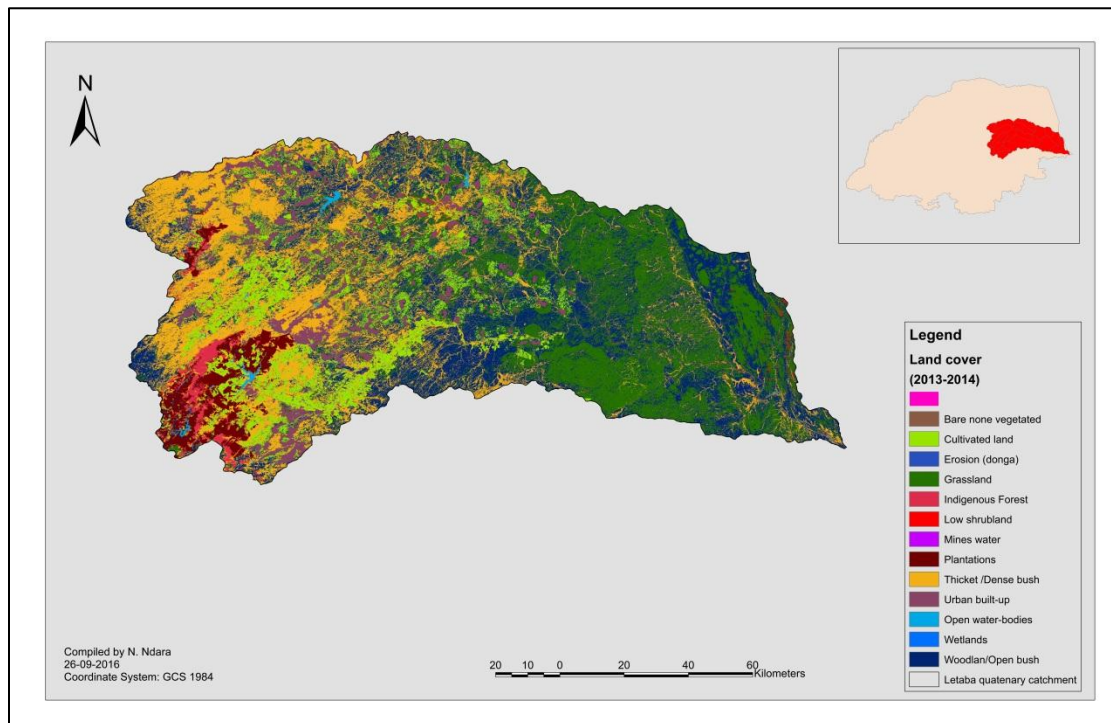 N
Legend
Land cover
(2013-2014)
Bare none vegetated
Cultivated land
Erosion (donga)
Grassland
Indigenous Forest
Low shrubland
Mines water
Plantations
Thicket /Dense bush
Urban built-up
Open water-bodies
Wetlands
Woodlan/Open bush
Letaba quatenary catchment
Compiled by N. Ndara
26-09-2016
Coordinate System: GCS 1984
20 10 0 20 40 60
Kilometers